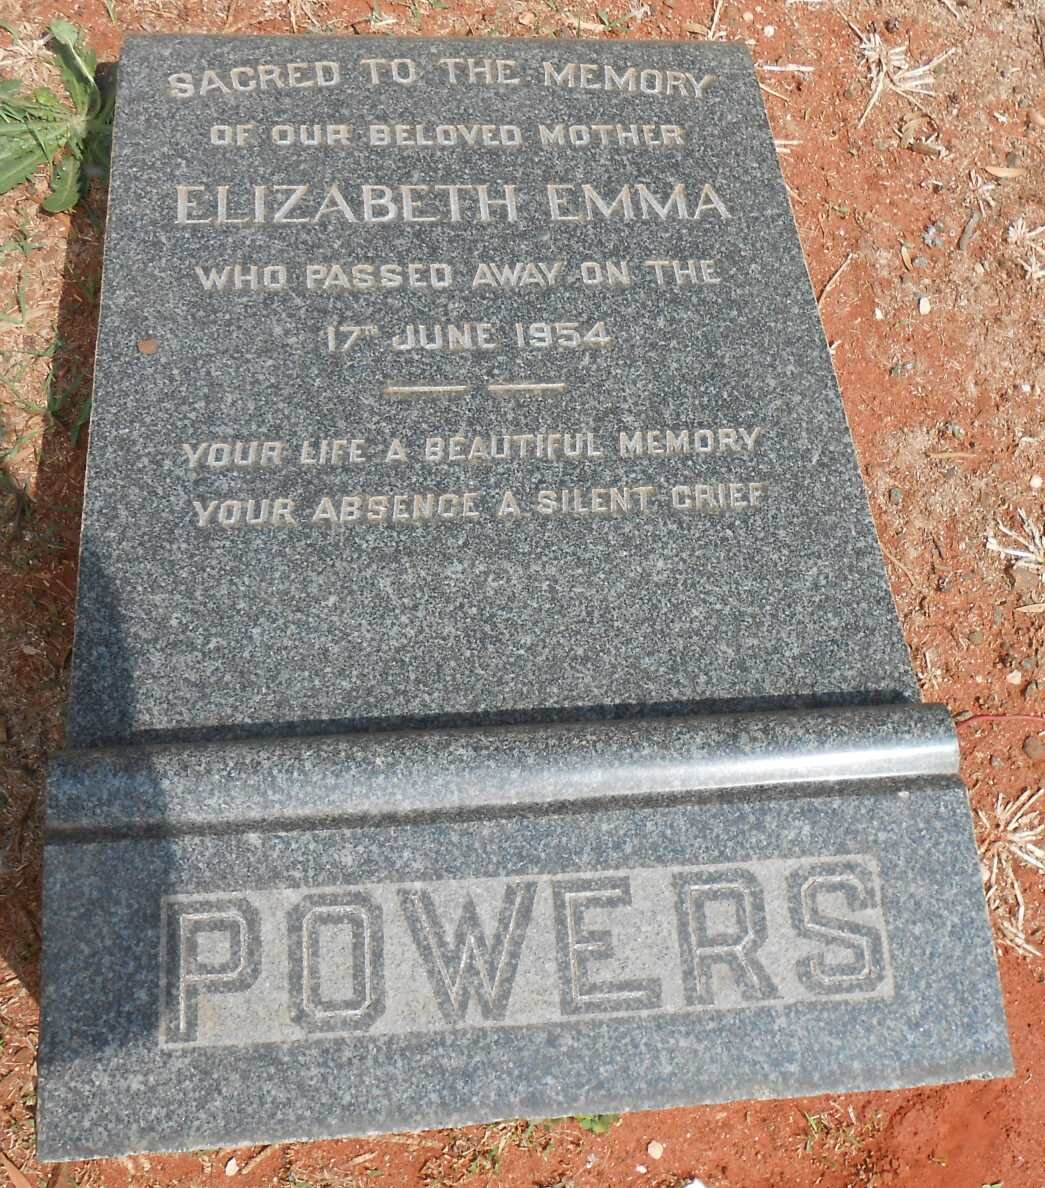 SACRED TO THE MEMORY
OF OUR BELOVED MOTHER
ELIZABETH EMMA
WHO PASSED AWAY ON THE
17TH JUNE 1954
YOUR LIFE A BEAUTIFUL MEMORY
YOUR ABSENCE A SILENT GRIEF
POWERS